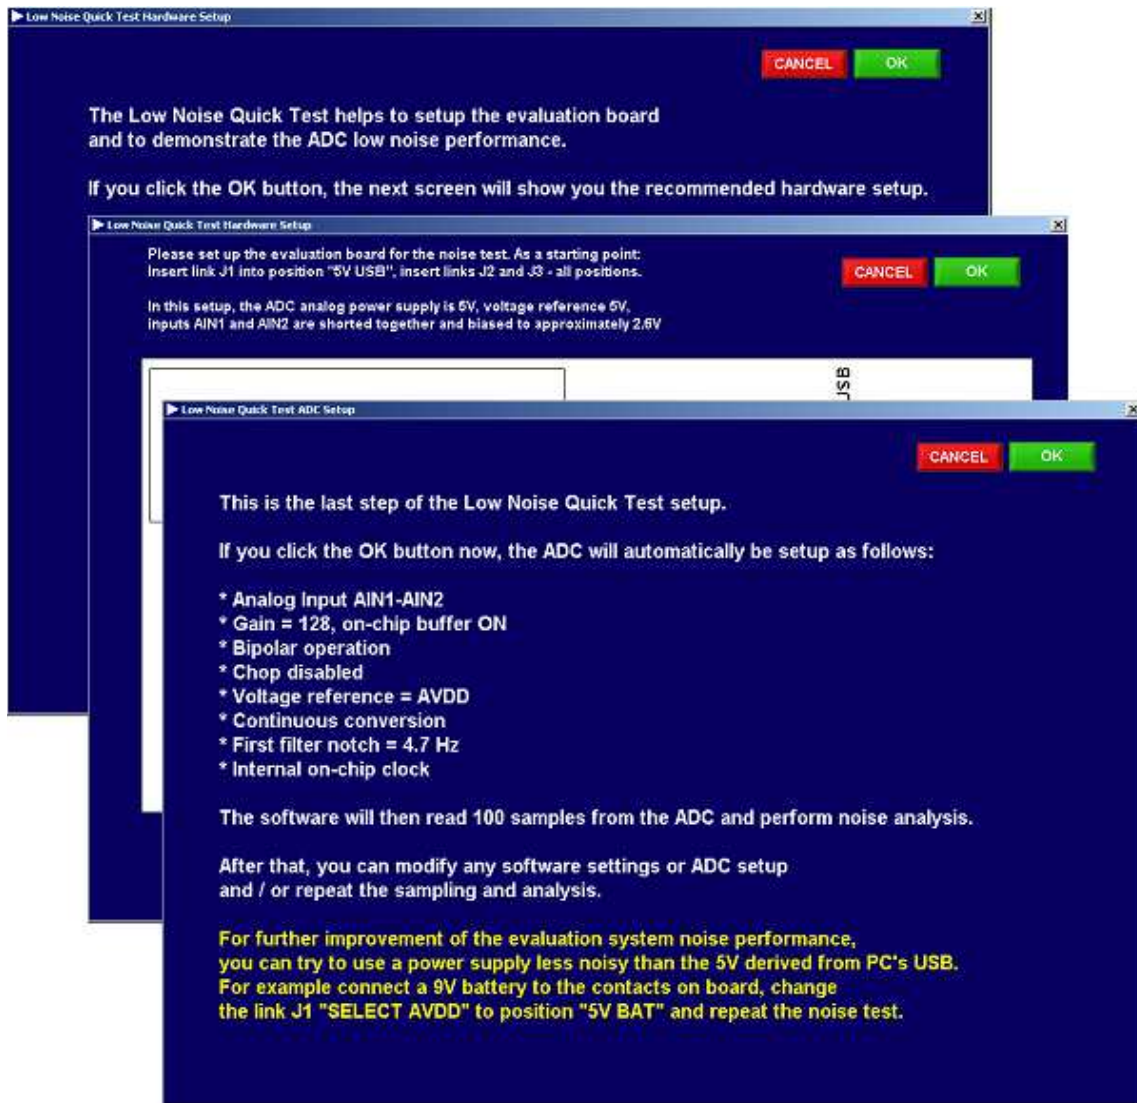 Low Noise Quick Test Hardware Setup
CANCEL OK
The Low Noise Quick Test helps to setup the evaluation board
and to demonstrate the ADC low noise performance.
If you click the OK button, the next screen will show you the recommended hardware setup.
Low Noise Quick Test Hardware Setup
Please set up the evaluation board for the noise test. As a starting point:
Insert link J1 into position "5V USB", insert links J2 and J3 - all positions.
CANCEL OK
In this setup, the ADC analog power supply is 5V, voltage reference 5V,
inputs AIN1 and AIN2 are shorted together and biased to approximately 2.5V
USB
Low Noise Quick Test ADC Setup
CANCEL OK
This is the last step of the Low Noise Quick Test setup.
If you click the OK button now, the ADC will automatically be setup as follows:
* Analog Input AIN1-AIN2
* Gain = 128, on-chip buffer ON
* Bipolar operation
* Chop disabled
* Voltage reference = AVDD
* Continuous conversion
* First filter notch = 4.7 Hz
* Internal on-chip clock
The software will then read 100 samples from the ADC and perform noise analysis.
After that, you can modify any software settings or ADC setup
and / or repeat the sampling and analysis.
For further improvement of the evaluation system noise performance,
you can try to use a power supply less noisy than the 5V derived from PC's USB.
For example connect a 9V battery to the contacts on board, change
the link J1 "SELECT AVDD" to position "5V BAT" and repeat the noise test.